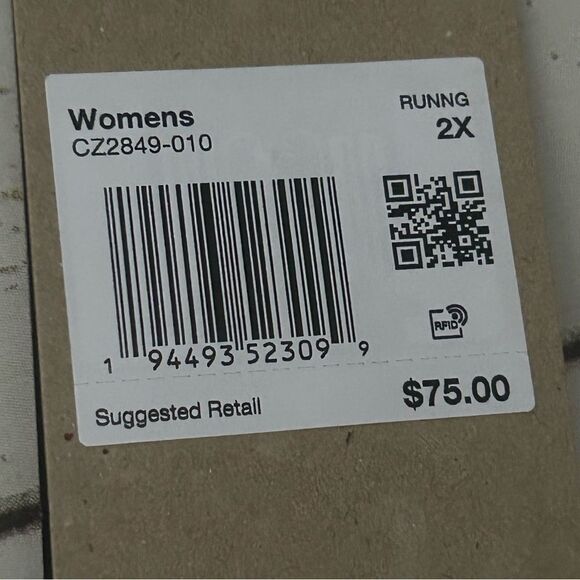 Womens
CZ2849-010
RUNNG
2X
1 94493 52309 9
RFID
Suggested Retail
$75.00